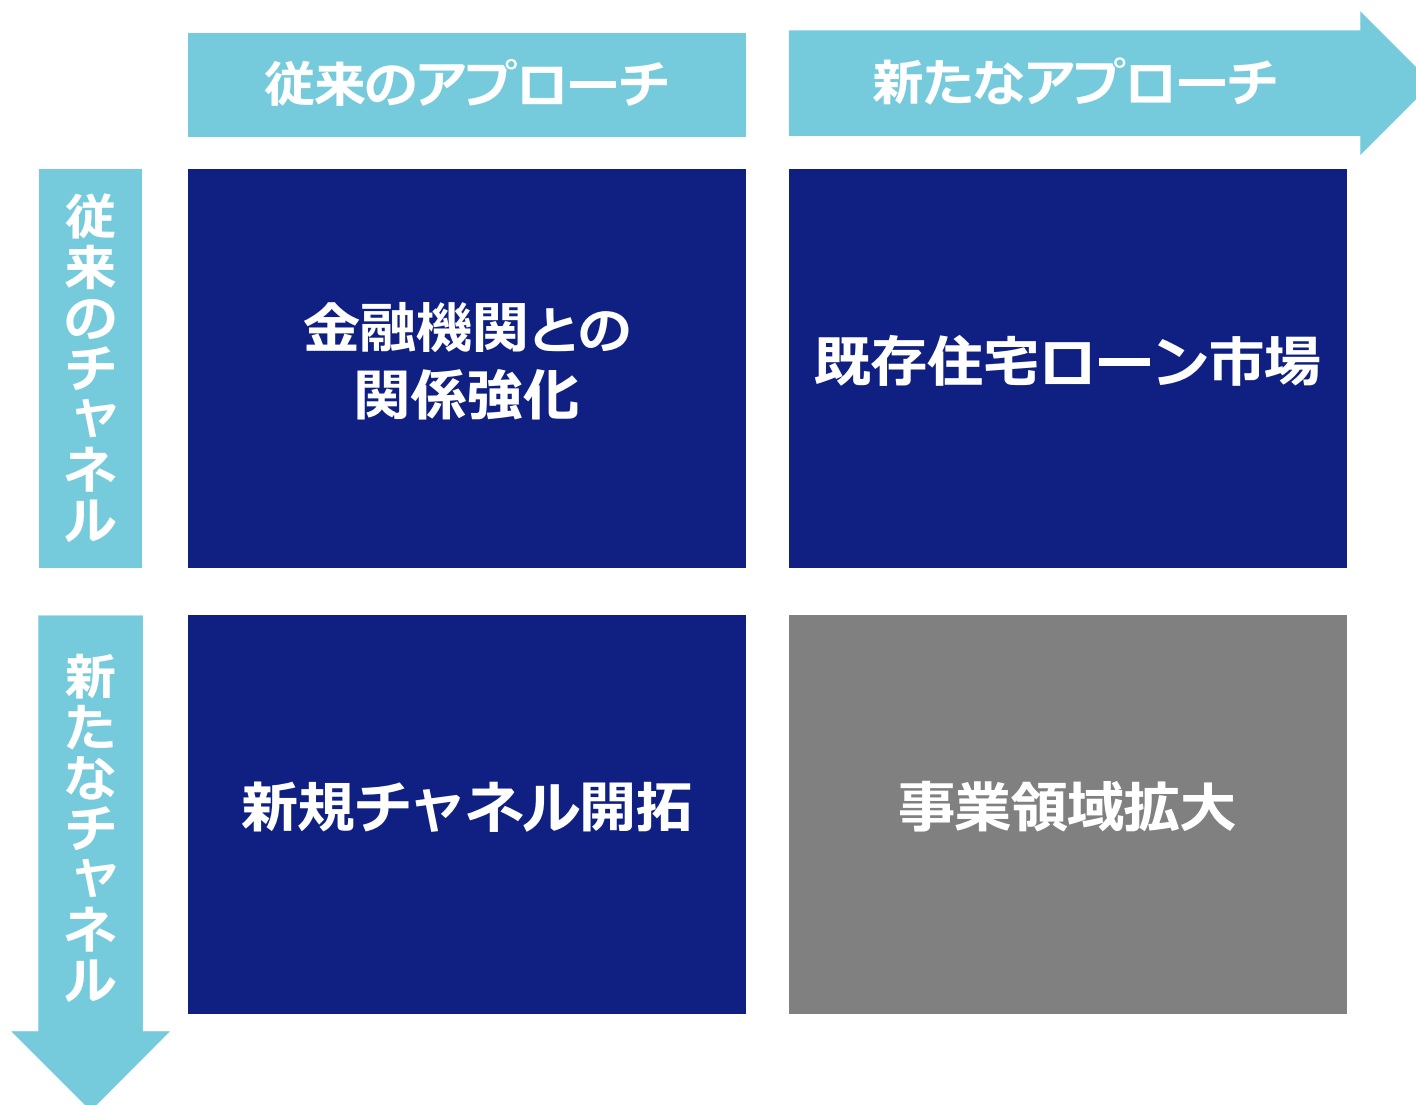 従来のアプローチ
新たなアプローチ
従来のチャネル
金融機関との
関係強化
既存住宅ローン市場
新たなチャネル
新規チャネル開拓
事業領域拡大